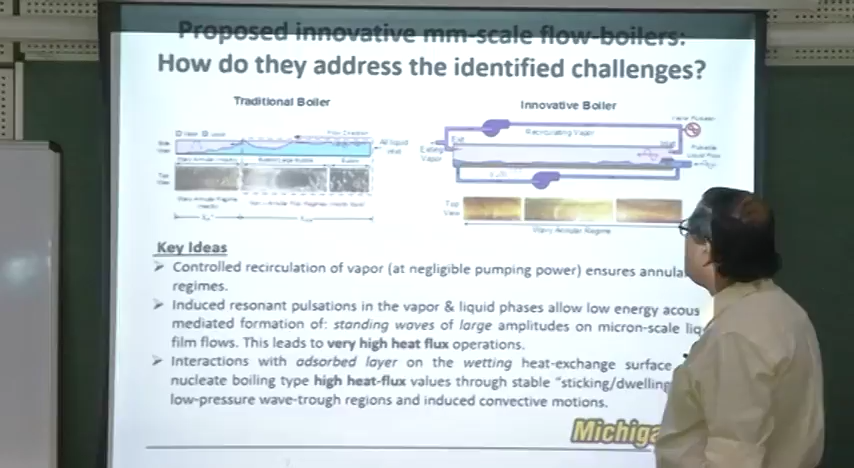 Proposed innovative mm-scale flow-boilers:
How do they address the identified challenges?
Traditional Boiler
Innovative Boiler
Recirculating Vapor
Exit
Exiting
Vapor
Top
View
Wavy Annular Regime
Key Ideas
➢ Controlled recirculation of vapor (at negligible pumping power) ensures annula
regimes.
➢ Induced resonant pulsations in the vapor & liquid phases allow low energy acous
mediated formation of: standing waves of large amplitudes on micron-scale liq
film flows. This leads to very high heat flux operations.
➢ Interactions with adsorbed layer on the wetting heat-exchange surface
nucleate boiling type high heat-flux values through stable "sticking/dwelling
low-pressure wave-trough regions and induced convective motions.
Michiga